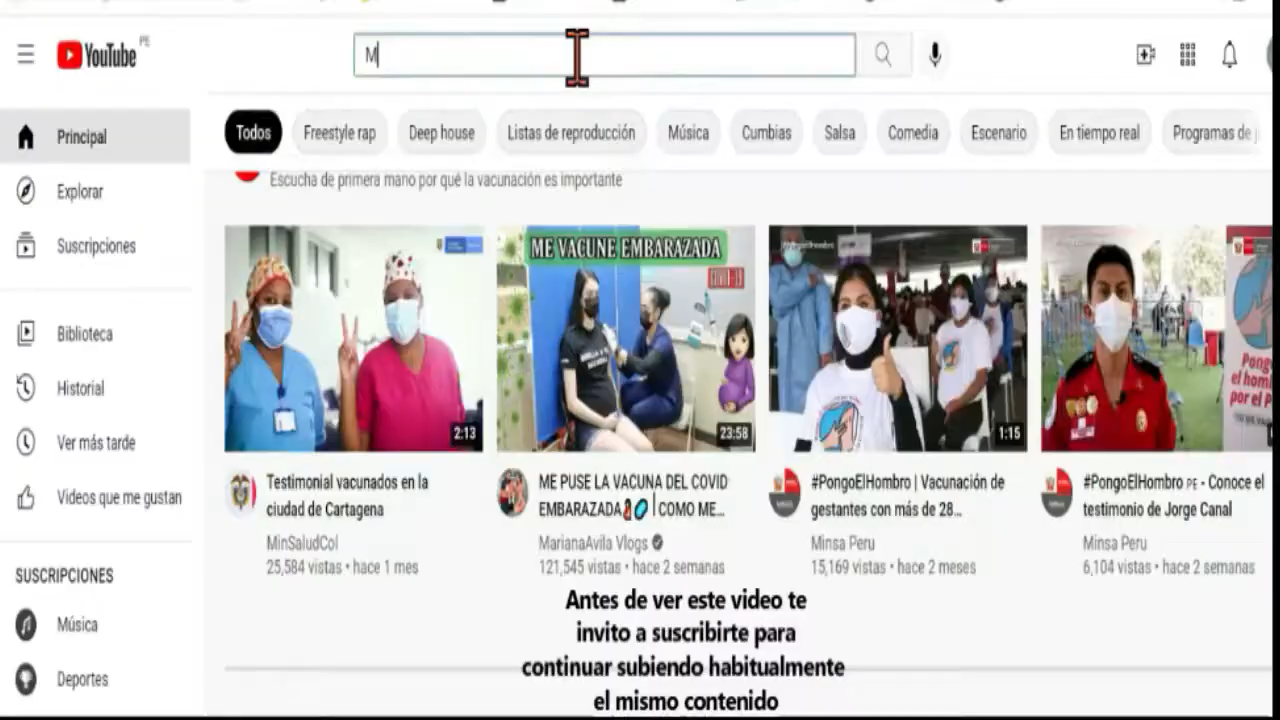 YouTube PE
M
Todos
Freestyle rap
Deep house
Listas de reproducción
Música
Cumbias
Salsa
Comedia
Escenario
En tiempo real
Programas de
Principal
Explorar
Suscripciones
Biblioteca
Historial
Ver más tarde
Videos que me gustan
SUSCRIPCIONES
Música
Deportes
Escucha de primera mano por qué la vacunación es importante
2:13
ME VACUNE EMBARAZADA
23:58
#PongoElHombro
1:15
Pongo
el hom
por el P
Testimonial vacunados en la
ciudad de Cartagena
MinSaludCol
25,584 vistas • hace 1 mes
ME PUSE LA VACUNA DEL COVID
EMBARAZADA COMO ME...
MarianaAvila Vlogs
121,545 vistas • hace 2 semanas
#PongoElHombro | Vacunación de
gestantes con más de 28...
Minsa Peru
15,169 vistas • hace 2 meses
#PongoElHombro PE - Conoce el
testimonio de Jorge Canal
Minsa Peru
6,104 vistas • hace 2 semanas
Antes de ver este video te
invito a suscribirte para
continuar subiendo habitualmente
el mismo contenido